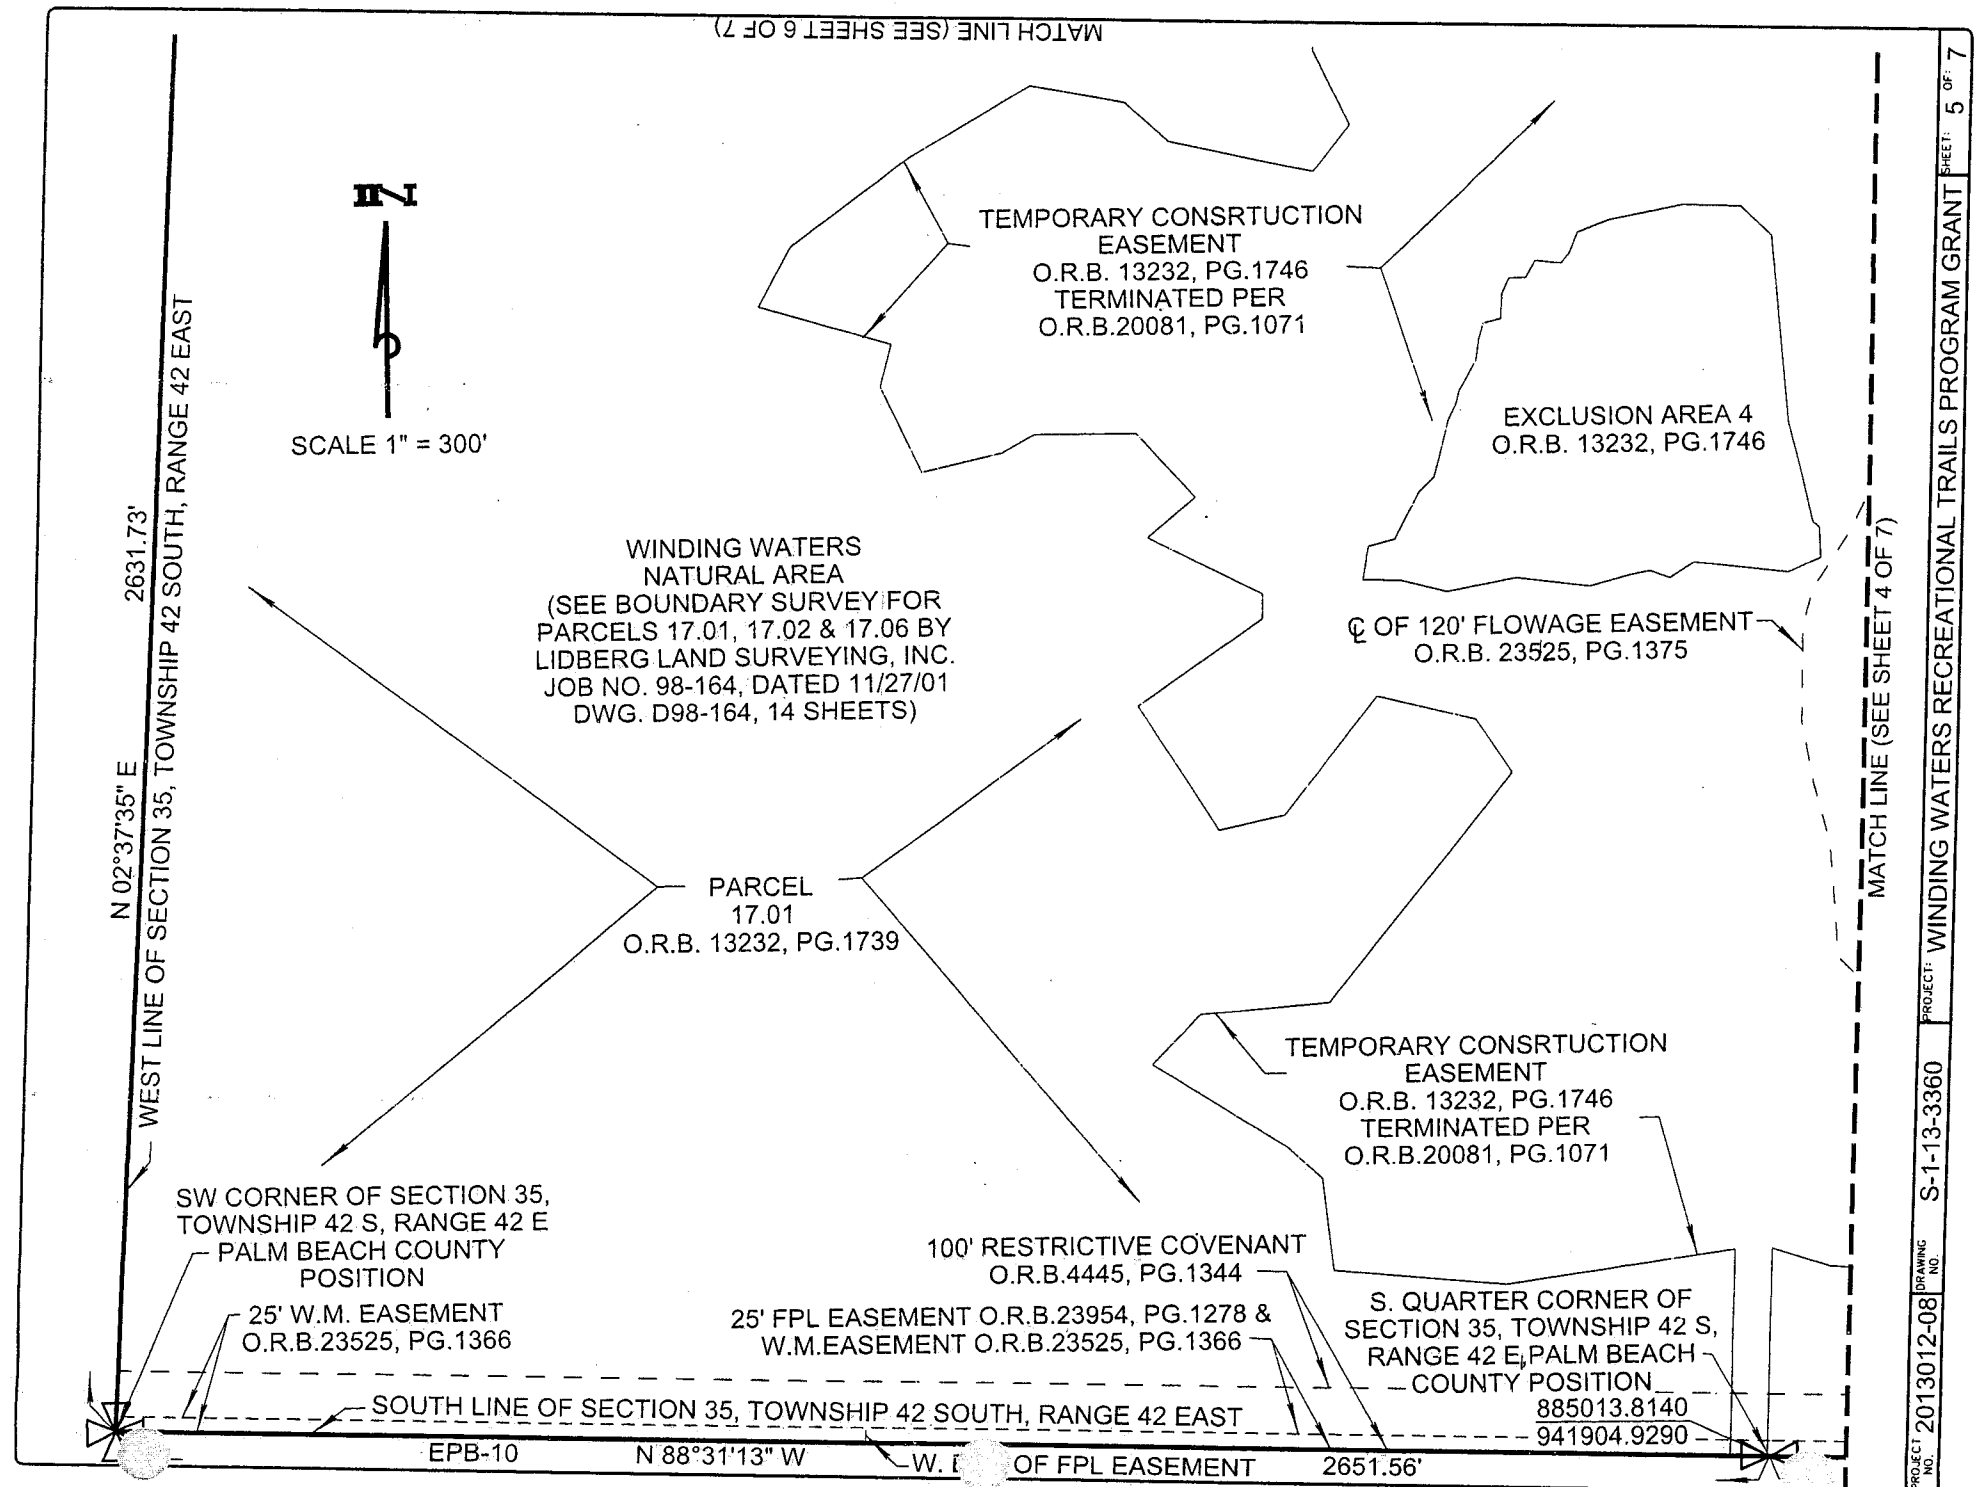 MATCH LINE (SEE SHEET 6 OF 7)
N
SCALE 1" = 300'
N 02°37'35" E 2631.73'
WEST LINE OF SECTION 35, TOWNSHIP 42 SOUTH, RANGE 42 EAST
TEMPORARY CONSRTUCTION
EASEMENT
O.R.B. 13232, PG.1746
TERMINATED PER
O.R.B.20081, PG.1071
EXCLUSION AREA 4
O.R.B. 13232, PG.1746
WINDING WATERS
NATURAL AREA
(SEE BOUNDARY SURVEY FOR
PARCELS 17.01, 17.02 & 17.06 BY
LIDBERG LAND SURVEYING, INC.
JOB NO. 98-164, DATED 11/27/01
DWG. D98-164, 14 SHEETS)
℄ OF 120' FLOWAGE EASEMENT
O.R.B. 23525, PG.1375
MATCH LINE (SEE SHEET 4 OF 7)
PARCEL
17.01
O.R.B. 13232, PG.1739
TEMPORARY CONSRTUCTION
EASEMENT
O.R.B. 13232, PG.1746
TERMINATED PER
O.R.B.20081, PG.1071
SW CORNER OF SECTION 35,
TOWNSHIP 42 S, RANGE 42 E
PALM BEACH COUNTY
POSITION
25' W.M. EASEMENT
O.R.B.23525, PG.1366
100' RESTRICTIVE COVENANT
O.R.B.4445, PG.1344
25' FPL EASEMENT O.R.B.23954, PG.1278 &
W.M.EASEMENT O.R.B.23525, PG.1366
S. QUARTER CORNER OF
SECTION 35, TOWNSHIP 42 S,
RANGE 42 E, PALM BEACH
COUNTY POSITION
885013.8140
941904.9290
SOUTH LINE OF SECTION 35, TOWNSHIP 42 SOUTH, RANGE 42 EAST
EPB-10 N 88°31'13" W 2651.56'
W. OF FPL EASEMENT
SHEET: 5 OF: 7
PROJECT: WINDING WATERS RECREATIONAL TRAILS PROGRAM GRANT
DRAWING NO. S-1-13-3360
PROJECT NO. 2013012-08